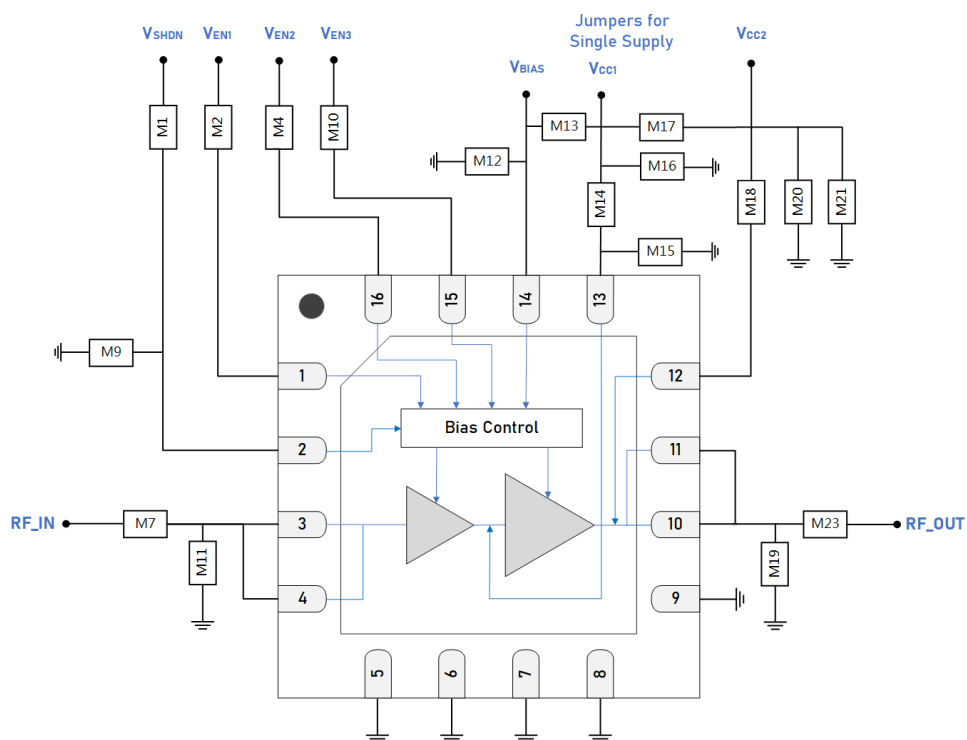 Jumpers for
Single Supply
VSHDN
VEN1
VEN2
VEN3
VBIAS
VCC1
VCC2
M1
M2
M4
M10
M13
M17
M12
M16
M14
M18
M20
M21
M15
16
15
14
13
M9
1
12
Bias Control
2
11
RF_IN
M7
3
10
M23
RF_OUT
M11
M19
4
9
5
6
7
8